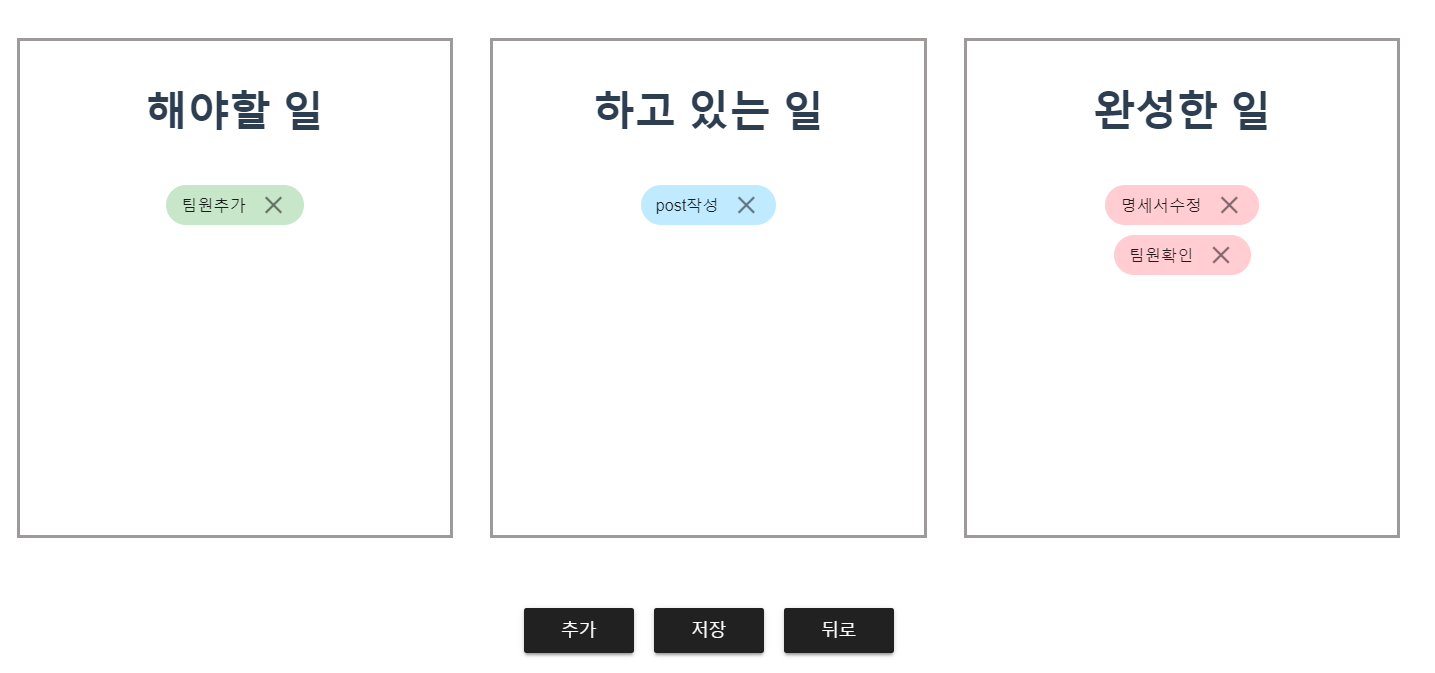 해야할 일
팀원추가
하고 있는 일
post작성
완성한 일
명세서수정
팀원확인
추가
저장
뒤로